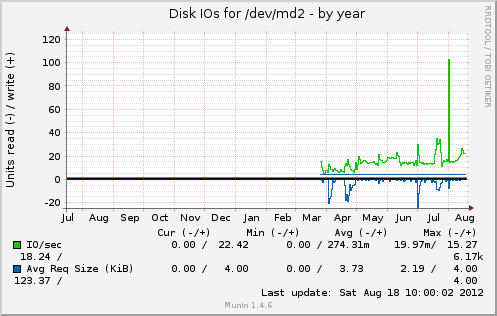 Disk IOs for /dev/md2 - by year
RRDTOOL / TOBI OETIKER
Units read (-) / write (+)
120
100
80
60
40
20
0
-20
Jul Aug Sep Oct Nov Dec Jan Feb Mar Apr May Jun Jul Aug
Cur (-/+) Min (-/+) Avg (-/+) Max (-/+)
IO/sec 0.00 / 22.42 0.00 / 274.31m 19.97m/ 15.27
18.24 / 6.17k
Avg Req Size (KiB) 0.00 / 4.00 0.00 / 3.73 2.19 / 4.00
123.37 / 4.00
Last update: Sat Aug 18 10:00:02 2012
Munin 1.4.6